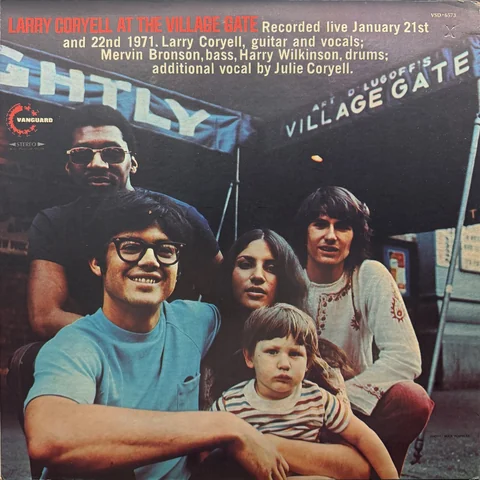 VSD-6573
LARRY CORYELL AT THE VILLAGE GATE Recorded live January 21st
and 22nd 1971. Larry Coryell, guitar and vocals;
Mervin Bronson, bass, Harry Wilkinson, drums;
additional vocal by Julie Coryell.
GHTLY
ART D'LUGOFF'S
VILLAGE GATE
VANGUARD
STEREO